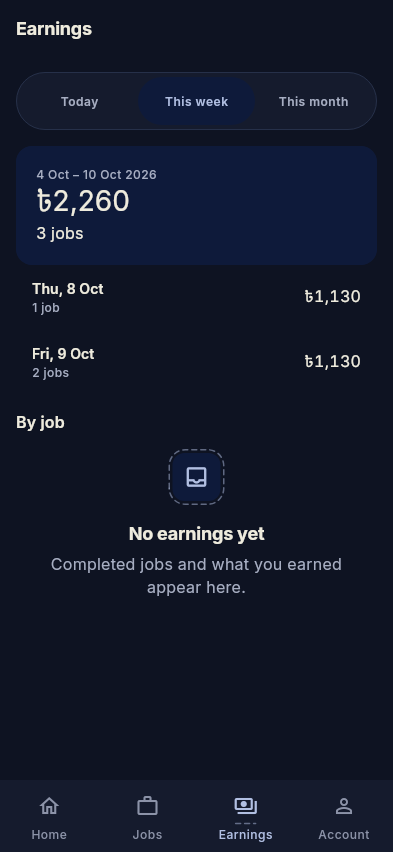 Earnings
Today
This week
This month
4 Oct – 10 Oct 2026
৳2,260
3 jobs
Thu, 8 Oct
৳1,130
1 job
Fri, 9 Oct
৳1,130
2 jobs
By job
No earnings yet
Completed jobs and what you earned
appear here.
Home
Jobs
Earnings
Account